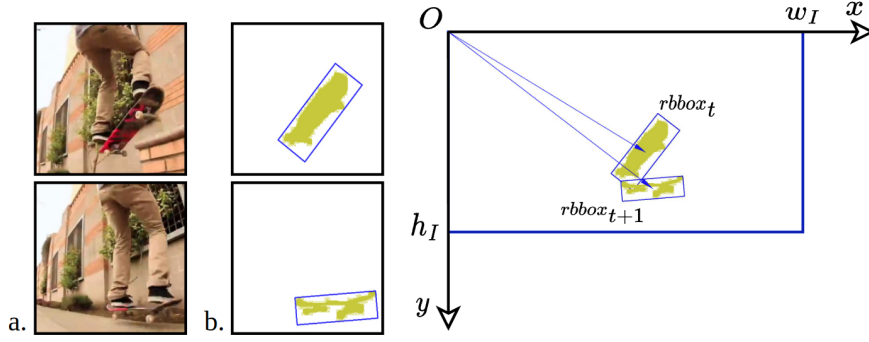 a.
b.
O
w_I
x
rbbox_t
rbbox_{t+1}
h_I
y